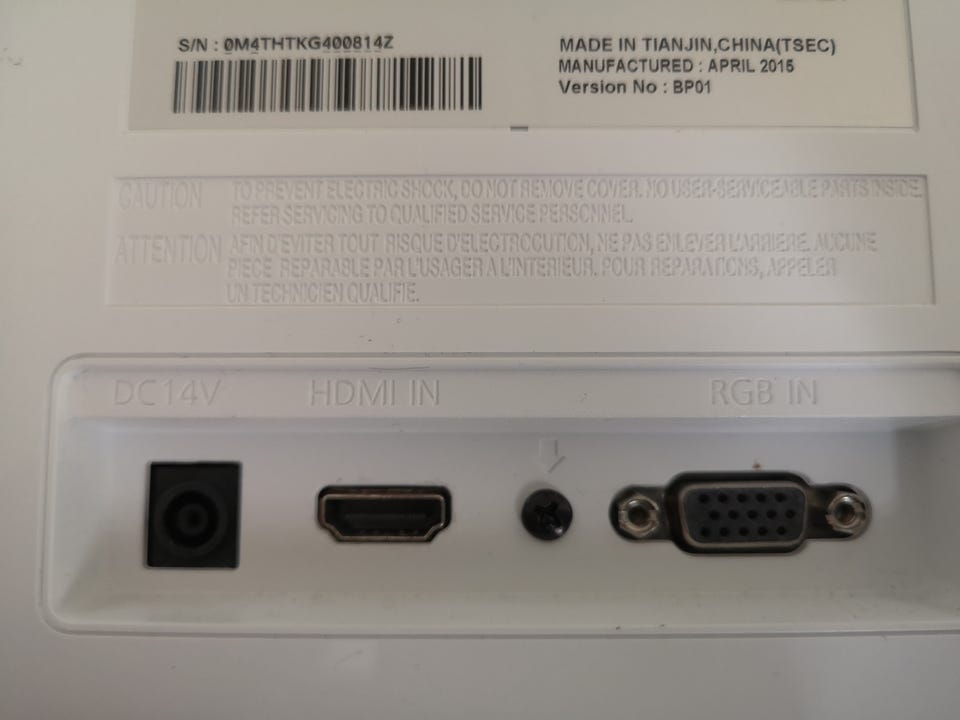 S/N : 0M4THTKG400814Z
MADE IN TIANJIN,CHINA(TSEC)
MANUFACTURED : APRIL 2015
Version No : BP01
CAUTION TO PREVENT ELECTRIC SHOCK, DO NOT REMOVE COVER. NO USER-SERVICEABLE PARTS INSIDE.
REFER SERVICING TO QUALIFIED SERVICE PERSONNEL.
ATTENTION AFIN D'EVITER TOUT RISQUE D'ELECTROCUTION, NE PAS ENLEVER L'ARRIERE. AUCUNE
PIECE REPARABLE PAR L'USAGER A L'INTERIEUR. POUR REPARATIONS, APPELER
UN TECHNICIEN QUALIFIE.
DC14V HDMI IN RGB IN